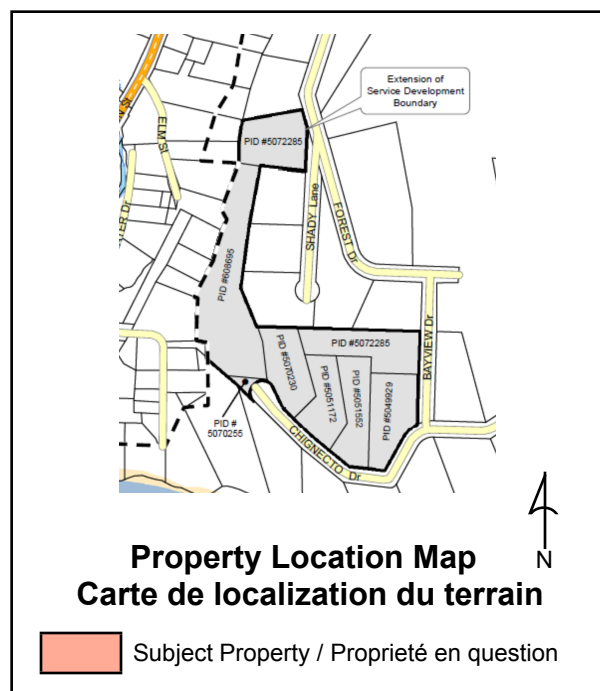 Extension of
Service Development
Boundary
ELM St
PID #5072285
SHADY Lane
FOREST Dr
PID #608695
BAYVIEW Dr
PID #5072285
PID #5070230
PID #5051172
PID #5051552
PID #5049929
PID #
5070255
CHIGNECTO Dr
N
Property Location Map
Carte de localization du terrain
Subject Property / Proprieté en question